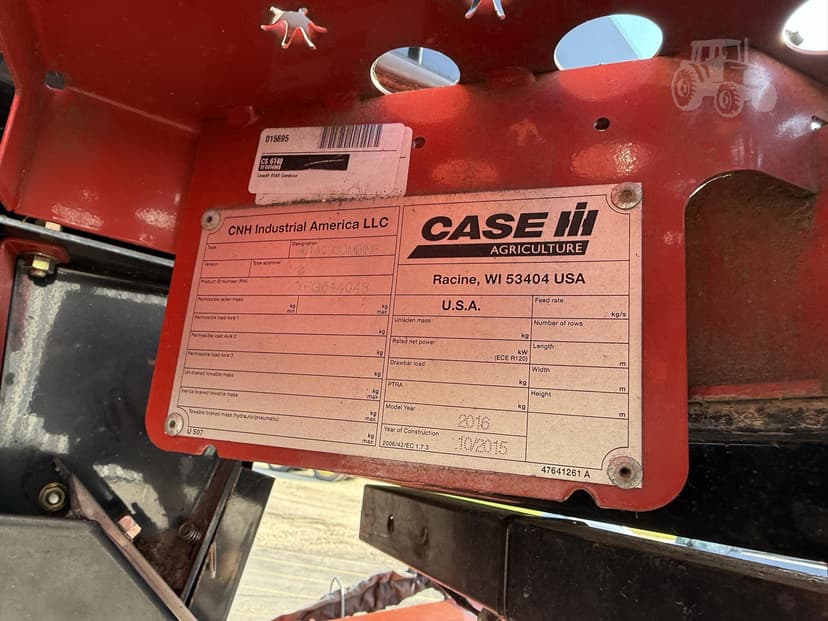 015695
CS 6140
CNH Industrial America LLC
CASE IH
AGRICULTURE
Racine, WI 53404 USA
U.S.A.
Type
Designation
COMBINE
Version
Type approval
Product ID Number (PIN)
Permissible laden mass
kg
min
kg
max
Permissible load Axle 1
kg
Permissible load Axle 2
kg
Permissible load Axle 3
kg
Un-braked towable mass
kg
max
Inertia braked towable mass
kg
max
Towable braked mass (hydraulic/pneumatic)
kg
max
U 507
Unladen mass
kg
Rated net power
kW
(ECE R120)
Drawbar load
kg
PTRA
kg
Model Year
2016
Year of Construction
2006/42/EC 1.7.3
10/2015
Feed rate
kg/s
Number of rows
Length
m
Width
m
Height
m
47641261 A